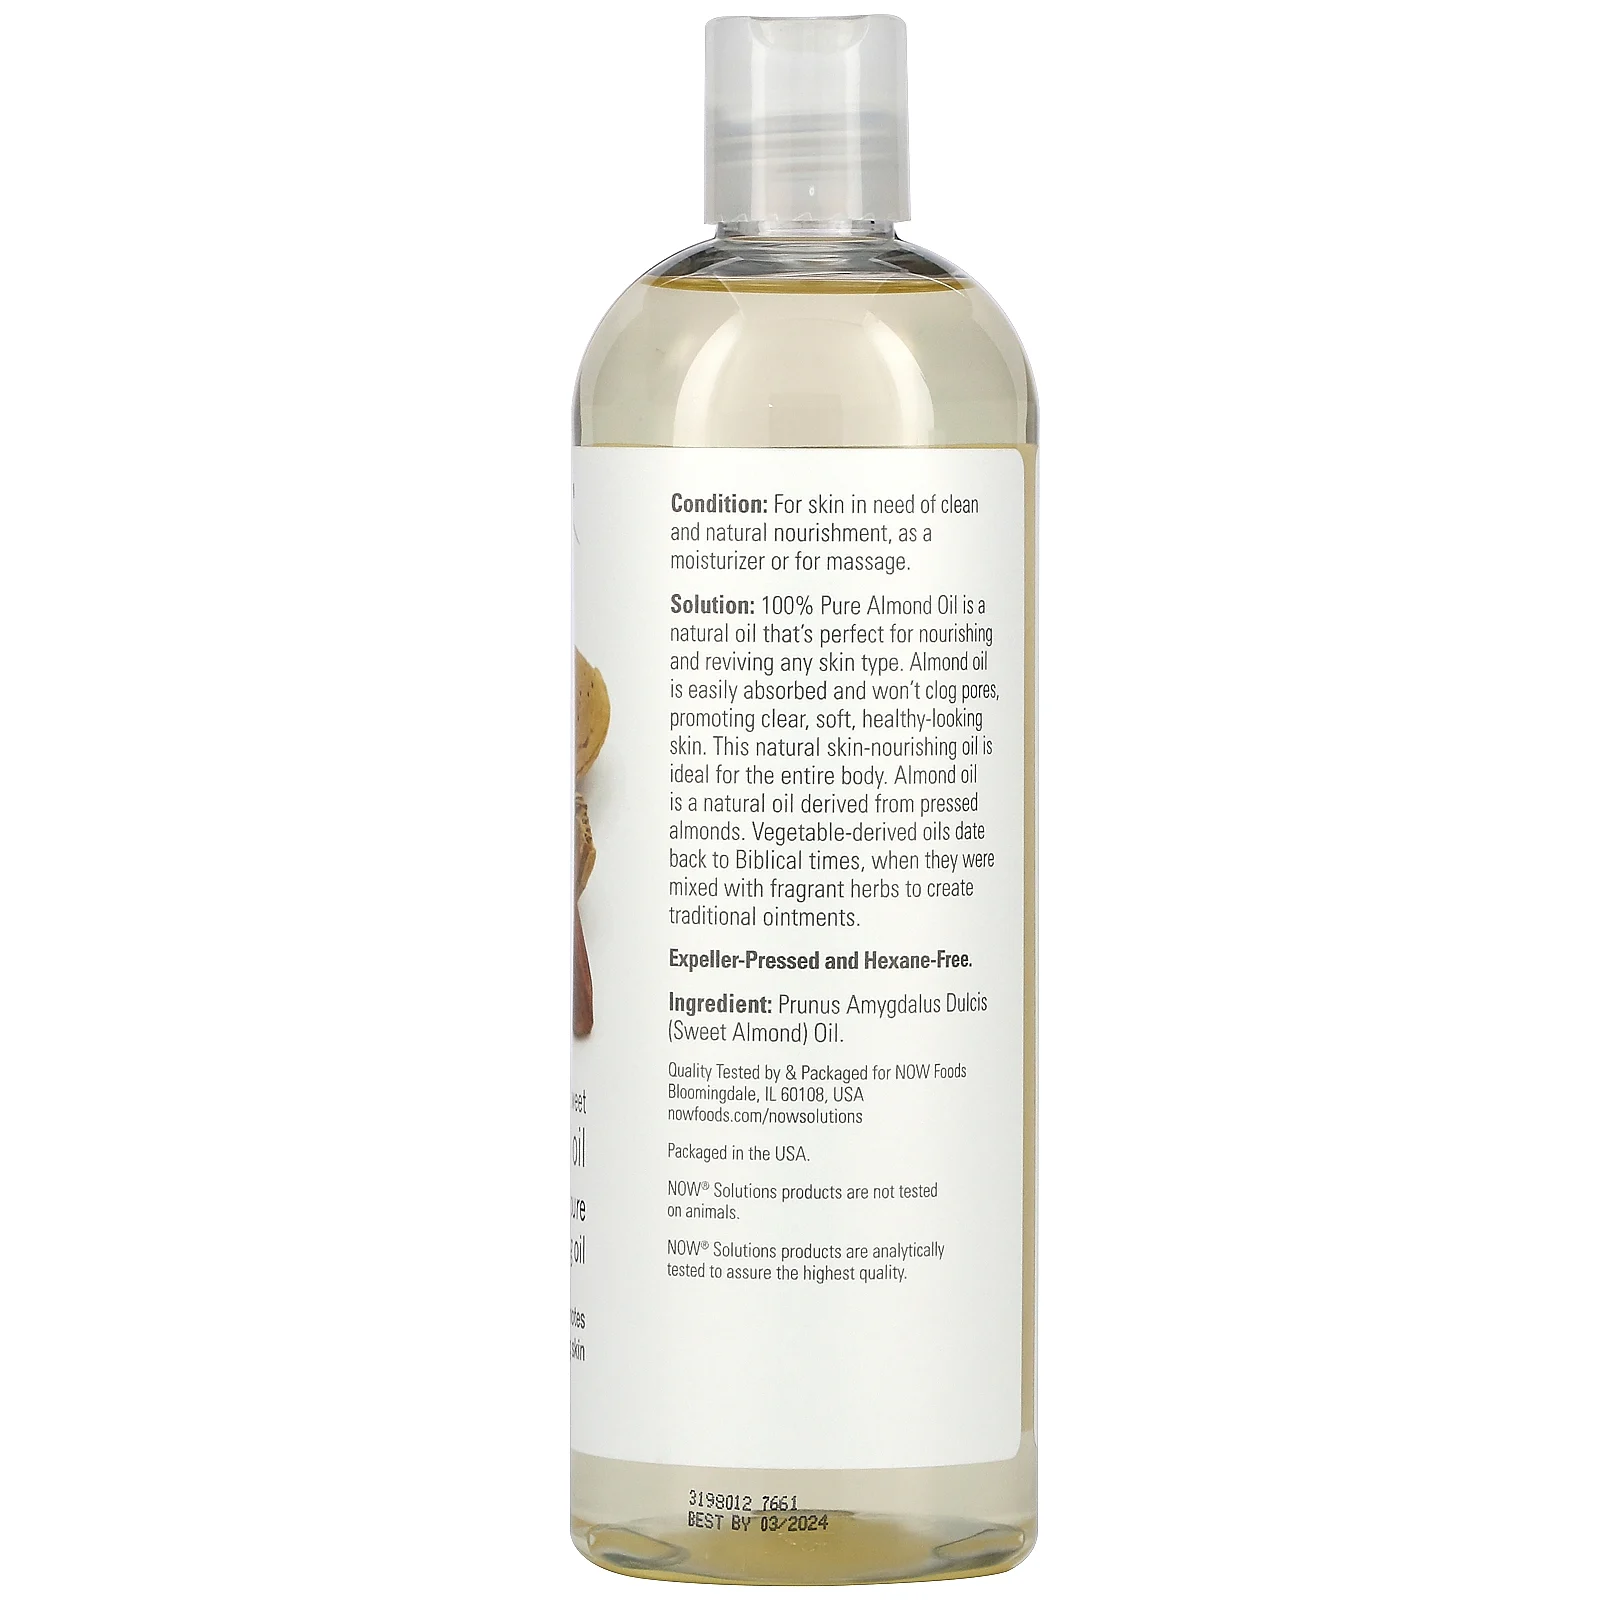 Condition: For skin in need of clean
and natural nourishment, as a
moisturizer or for massage.
Solution: 100% Pure Almond Oil is a
natural oil that's perfect for nourishing
and reviving any skin type. Almond oil
is easily absorbed and won't clog pores,
promoting clear, soft, healthy-looking
skin. This natural skin-nourishing oil is
ideal for the entire body. Almond oil
is a natural oil derived from pressed
almonds. Vegetable-derived oils date
back to Biblical times, when they were
mixed with fragrant herbs to create
traditional ointments.
Expeller-Pressed and Hexane-Free.
Ingredient: Prunus Amygdalus Dulcis
(Sweet Almond) Oil.
Quality Tested by & Packaged for NOW Foods
Bloomingdale, IL 60108, USA
nowfoods.com/nowsolutions
Packaged in the USA.
NOW® Solutions products are not tested
on animals.
NOW® Solutions products are analytically
tested to assure the highest quality.
oil
oil
skin
3198012 7661
BEST BY 03/2024